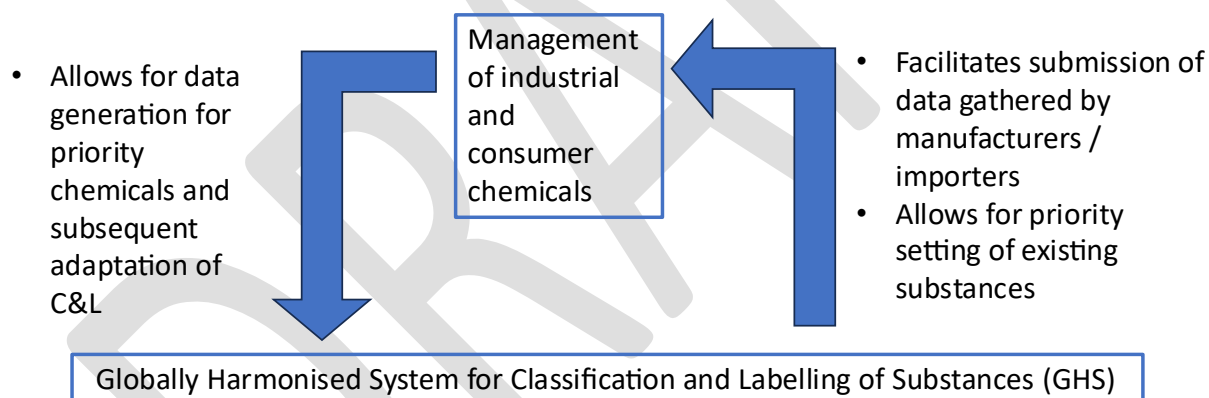 Management
of industrial
and
consumer
chemicals
• Allows for data
generation for
priority
chemicals and
subsequent
adaptation of
C&L
• Facilitates submission of
data gathered by
manufacturers /
importers
• Allows for priority
setting of existing
substances
Globally Harmonised System for Classification and Labelling of Substances (GHS)